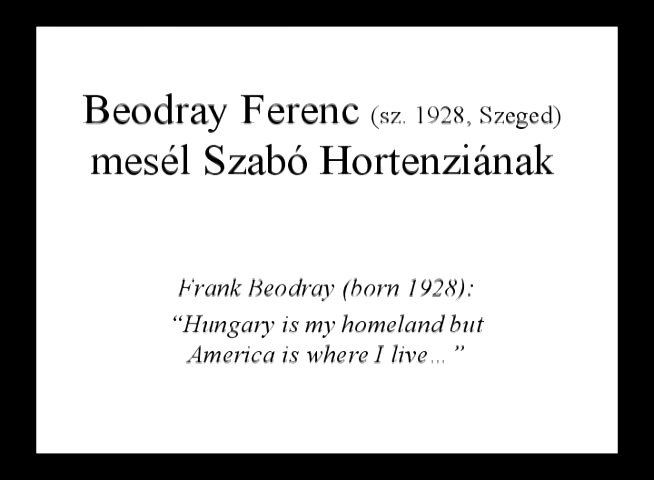 Beodray Ferenc (sz. 1928, Szeged)
mesél Szabó Hortenziának
Frank Beodray (born 1928):
“Hungary is my homeland but
America is where I live...”